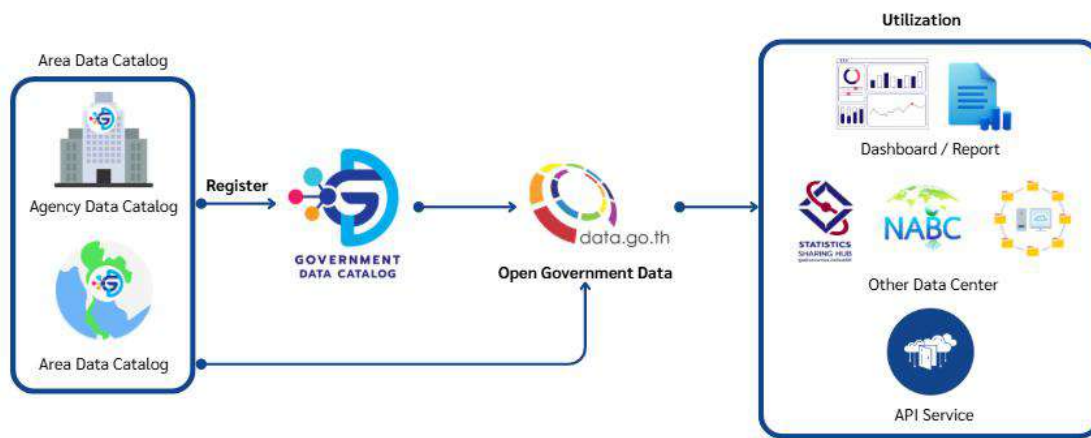 Utilization
Area Data Catalog
Dashboard / Report
Register
Agency Data Catalog
GOVERNMENT
DATA CATALOG
data.go.th
Open Government Data
STATISTICS
SHARING HUB
NABC
Other Data Center
Area Data Catalog
API Service